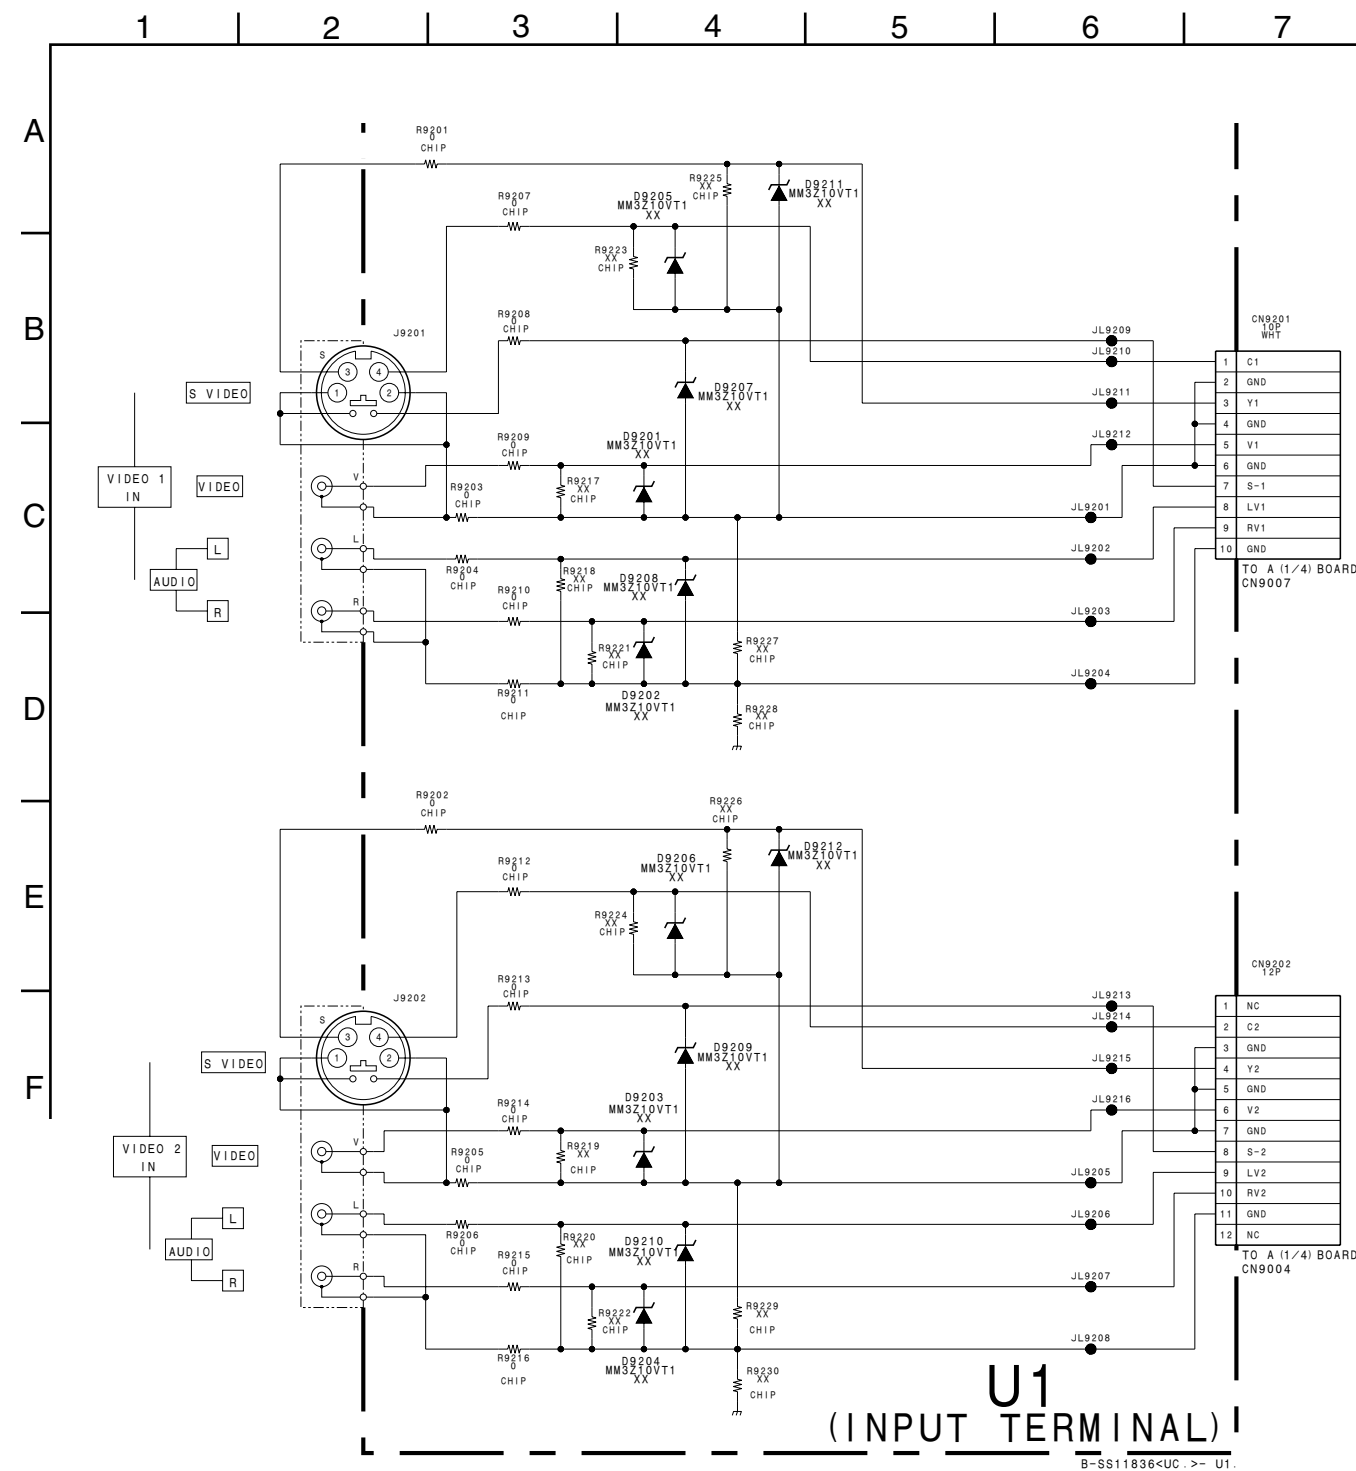 1 2 3 4 5 6 7
A
R9201
0
CHIP
R9207
0
CHIP
D9205
MM3Z10VT1
XX
R9225
XX
CHIP
D9211
MM3Z10VT1
XX
B
R9223
XX
CHIP
R9208
0
CHIP
J9201
S
3 4
1 2
S VIDEO
D9207
MM3Z10VT1
XX
JL9209
JL9210
JL9211
JL9212
CN9201
10P
WHT
1 C1
2 GND
3 Y1
4 GND
5 V1
6 GND
7 S-1
8 LV1
9 RV1
10 GND
TO A (1/4) BOARD
CN9007
C
VIDEO 1
IN
VIDEO
V
R9209
0
CHIP
R9203
0
CHIP
D9201
MM3Z10VT1
XX
R9217
XX
CHIP
JL9201
AUDIO
L
R
L
R
R9204
0
CHIP
R9210
0
CHIP
R9218
XX
CHIP
D9208
MM3Z10VT1
XX
JL9202
JL9203
D
R9221
XX
CHIP
R9227
XX
CHIP
JL9204
R9211
0
CHIP
D9202
MM3Z10VT1
XX
R9228
XX
CHIP
R9202
0
CHIP
R9226
XX
CHIP
E
R9212
0
CHIP
D9206
MM3Z10VT1
XX
D9212
MM3Z10VT1
XX
R9224
XX
CHIP
R9213
0
CHIP
J9202
S
3 4
1 2
F
S VIDEO
D9209
MM3Z10VT1
XX
JL9213
JL9214
JL9215
JL9216
CN9202
12P
1 NC
2 C2
3 GND
4 Y2
5 GND
6 V2
7 GND
8 S-2
9 LV2
10 RV2
11 GND
12 NC
TO A (1/4) BOARD
CN9004
VIDEO 2
IN
VIDEO
V
R9214
0
CHIP
R9205
0
CHIP
D9203
MM3Z10VT1
XX
R9219
XX
CHIP
JL9205
AUDIO
L
R
L
R
R9206
0
CHIP
R9215
0
CHIP
R9220
XX
CHIP
D9210
MM3Z10VT1
XX
JL9206
JL9207
R9222
XX
CHIP
R9229
XX
CHIP
JL9208
R9216
0
CHIP
D9204
MM3Z10VT1
XX
R9230
XX
CHIP
U1
(INPUT TERMINAL)
B-SS11836<UC.>- U1.